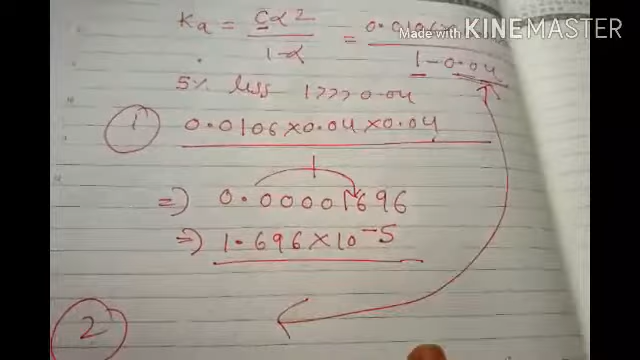 Ka = cα2 / 1-α = 0.0106× / 1-0.04
Made with KINEMASTER
5% less 1>>>0.04
1 0.0106×0.04×0.04
1
=) 0.00001696
=) 1.696×10-5
2